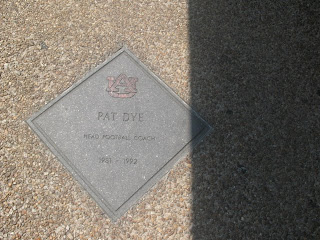 AU
PAT DYE
HEAD FOOTBALL COACH
1981 - 1992